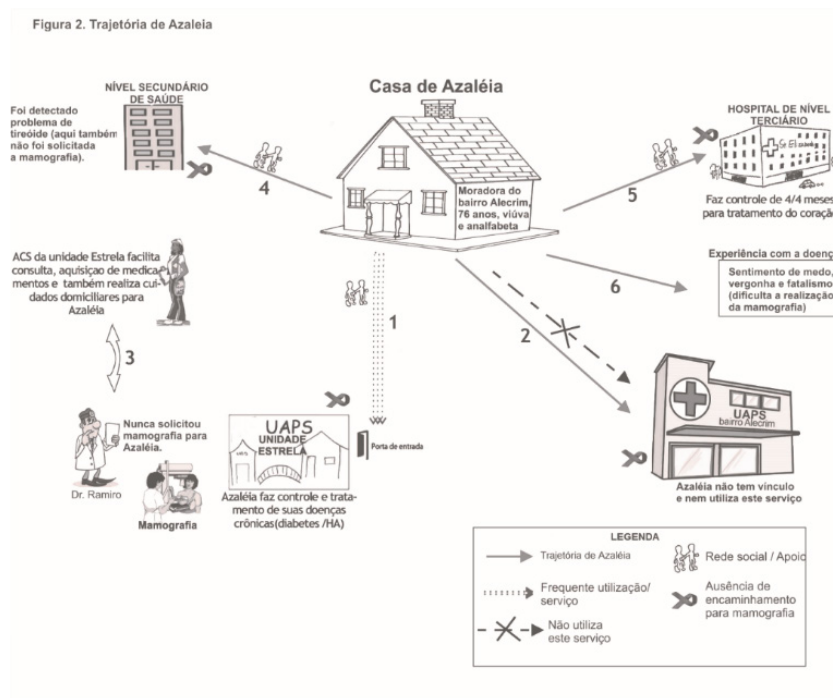 Figura 2. Trajetória de Azaleia
NÍVEL SECUNDÁRIO
DE SAÚDE
Foi detectado
problema de
tireóide (aqui também
não foi solicitada
a mamografia).
4
Casa de Azaléia
Moradora do
bairro Alecrim,
76 anos, viúva
e analfabeta
HOSPITAL DE NÍVEL
TERCIÁRIO
5
Faz controle de 4/4 meses
para tratamento do coraçã
ACS da unidade Estrela facilita
consulta, aquisiçao de medica-
mentos e também realiza cui-
dados domiciliares para
Azaléia
3
Nunca solicitou
mamografia para
Azaléia.
Dr. Ramiro
Mamografia
1
UAPS
UNIDADE
ESTRELA
UAPS
Porta de entrada
Azaléia faz controle e trata-
mento de suas doenças
crônicas(diabetes /HA)
6
Experiência com a doenç
Sentimento de medo,
vergonha e fatalismo
(dificulta a realização
da mamografia)
2
UAPS
bairro Alecrim
Azaléia não tem vínculo
e nem utiliza este serviço
LEGENDA
Trajetória de Azaléia
Frequente utilização/
serviço
Não utiliza
este serviço
Rede social / Apoio
Ausência de
encaminhamento
para mamografia